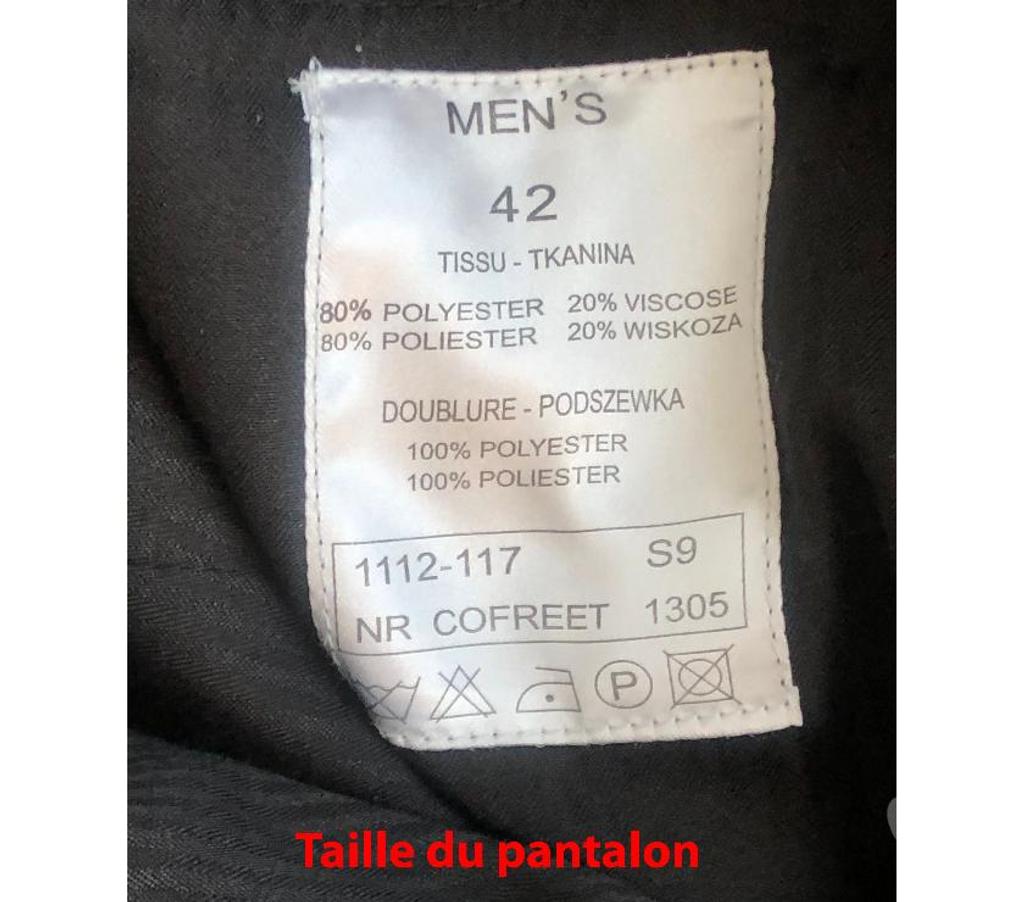 MEN'S
42
TISSU - TKANINA
80% POLYESTER 20% VISCOSE
80% POLIESTER 20% WISKOZA
DOUBLURE - PODSZEWKA
100% POLYESTER
100% POLIESTER
1112-117 S9
NR COFREET 1305
P
Taille du pantalon